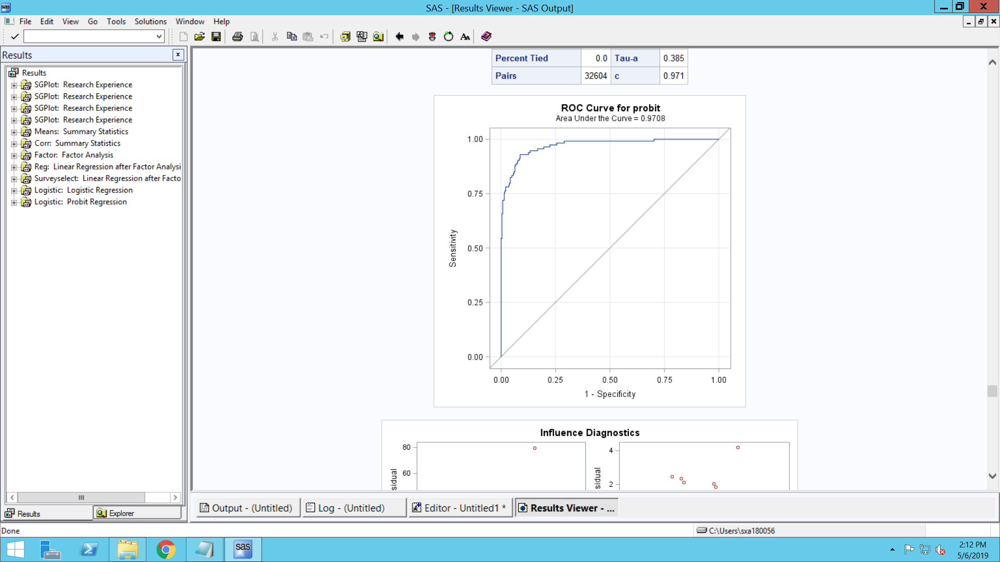 sas
SAS - [Results Viewer - SAS Output]
File Edit View Go Tools Solutions Window Help
Results
Results
SGPlot: Research Experience
SGPlot: Research Experience
SGPlot: Research Experience
SGPlot: Research Experience
Means: Summary Statistics
Corr: Summary Statistics
Factor: Factor Analysis
Reg: Linear Regression after Factor Analysi
Surveyselect: Linear Regression after Facto
Logistic: Logistic Regression
Logistic: Probit Regression
Results
Explorer
Percent Tied 0.0 Tau-a 0.385
Pairs 32604 c 0.971
ROC Curve for probit
Area Under the Curve = 0.9708
1.00
0.75
0.50
0.25
0.00
Sensitivity
0.00 0.25 0.50 0.75 1.00
1 - Specificity
Influence Diagnostics
80
60
sidual
4
2
sidual
Output - (Untitled)
Log - (Untitled)
Editor - Untitled1 *
Results Viewer - ...
Done
C:\Users\sxa180056
sas
2:12 PM
5/6/2019